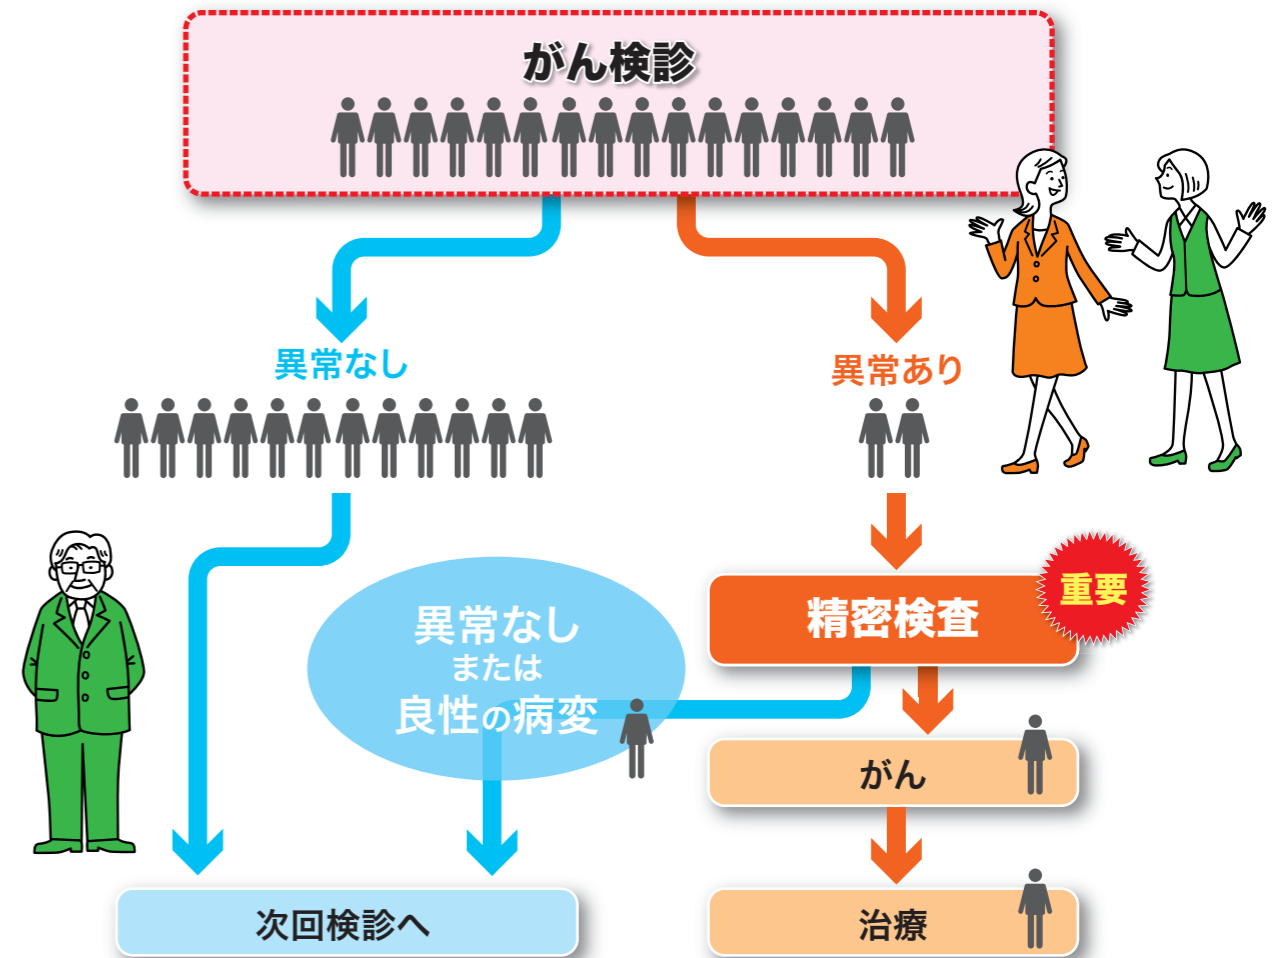 がん検診
異常なし
異常あり
精密検査
重要
異常なし
または
良性の病変
がん
次回検診へ
治療